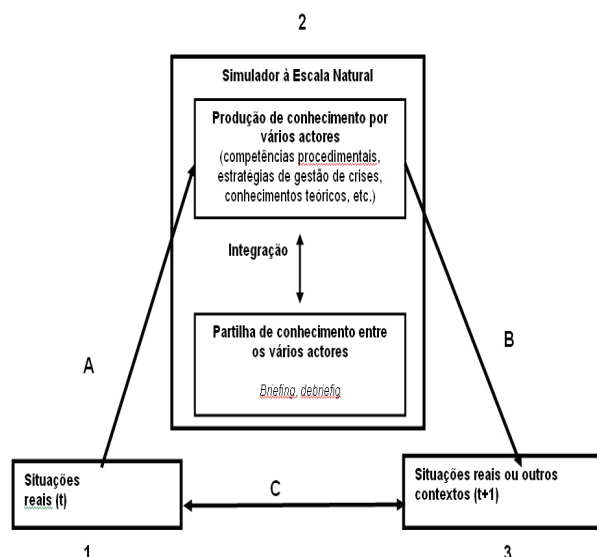 2
Simulador à Escala Natural
Produção de conhecimento por
vários actores
(competências procedimentais,
estratégias de gestão de crises,
conhecimentos teóricos, etc.)
Integração
Partilha de conhecimento entre
os vários actores
Briefing, debriefig
A
B
Situações
reais (t)
C
Situações reais ou outros
contextos (t+1)
1
3